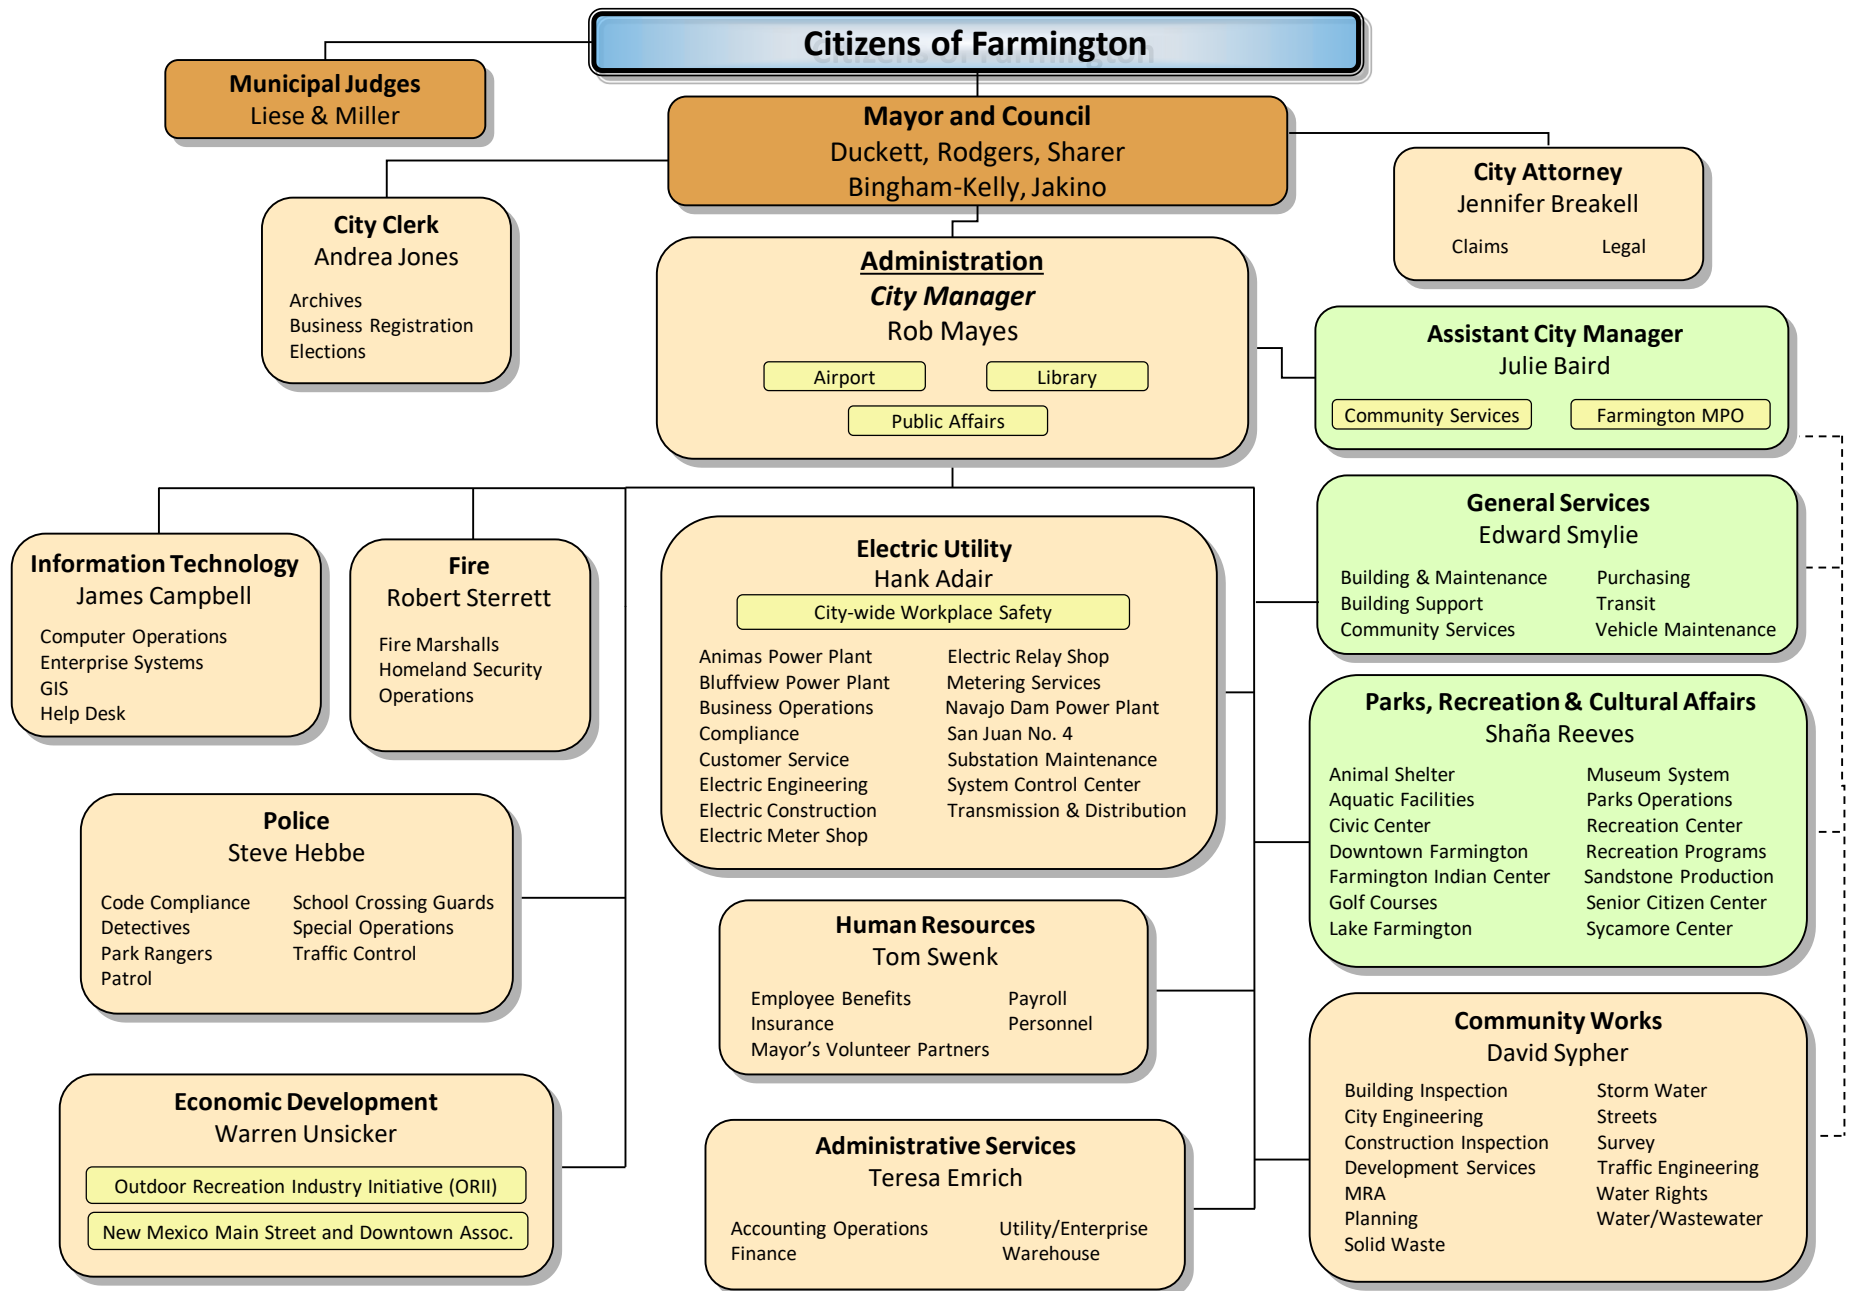 Citizens of Farmington
Municipal Judges
Liese & Miller
Mayor and Council
Duckett, Rodgers, Sharer
Bingham-Kelly, Jakino
City Attorney
Jennifer Breakell
Claims Legal
City Clerk
Andrea Jones
Archives
Business Registration
Elections
Administration
City Manager
Rob Mayes
Airport Library
Public Affairs
Assistant City Manager
Julie Baird
Community Services Farmington MPO
General Services
Edward Smylie
Building & Maintenance Purchasing
Building Support Transit
Community Services Vehicle Maintenance
Information Technology
James Campbell
Computer Operations
Enterprise Systems
GIS
Help Desk
Fire
Robert Sterrett
Fire Marshalls
Homeland Security
Operations
Electric Utility
Hank Adair
City-wide Workplace Safety
Animas Power Plant Electric Relay Shop
Bluffview Power Plant Metering Services
Business Operations Navajo Dam Power Plant
Compliance San Juan No. 4
Customer Service Substation Maintenance
Electric Engineering System Control Center
Electric Construction Transmission & Distribution
Electric Meter Shop
Parks, Recreation & Cultural Affairs
Shaña Reeves
Animal Shelter Museum System
Aquatic Facilities Parks Operations
Civic Center Recreation Center
Downtown Farmington Recreation Programs
Farmington Indian Center Sandstone Production
Golf Courses Senior Citizen Center
Lake Farmington Sycamore Center
Police
Steve Hebbe
Code Compliance School Crossing Guards
Detectives Special Operations
Park Rangers Traffic Control
Patrol
Human Resources
Tom Swenk
Employee Benefits Payroll
Insurance Personnel
Mayor's Volunteer Partners
Community Works
David Sypher
Building Inspection Storm Water
City Engineering Streets
Construction Inspection Survey
Development Services Traffic Engineering
MRA Water Rights
Planning Water/Wastewater
Solid Waste
Economic Development
Warren Unsicker
Outdoor Recreation Industry Initiative (ORII)
New Mexico Main Street and Downtown Assoc.
Administrative Services
Teresa Emrich
Accounting Operations Utility/Enterprise
Finance Warehouse